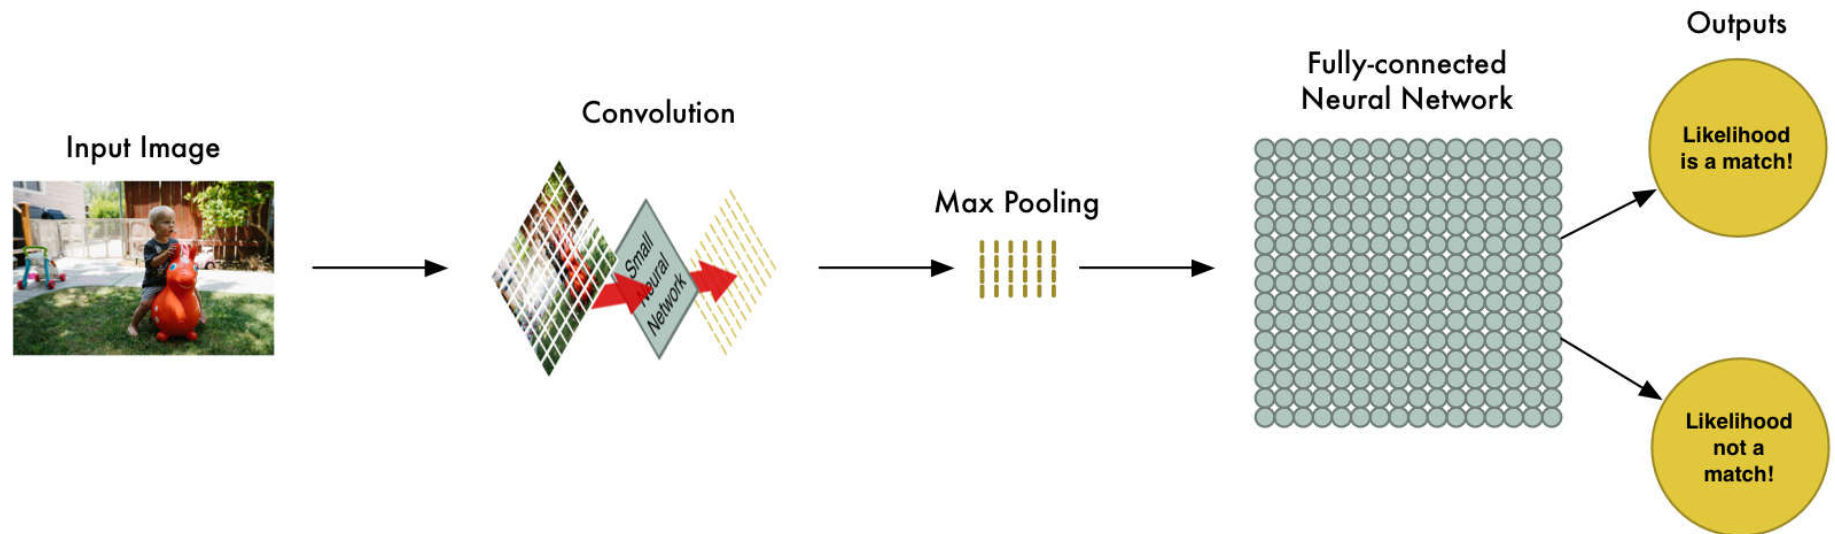 Input Image
Convolution
Small
Neural
Network
Max Pooling
Fully-connected
Neural Network
Outputs
Likelihood
is a match!
Likelihood
not a
match!